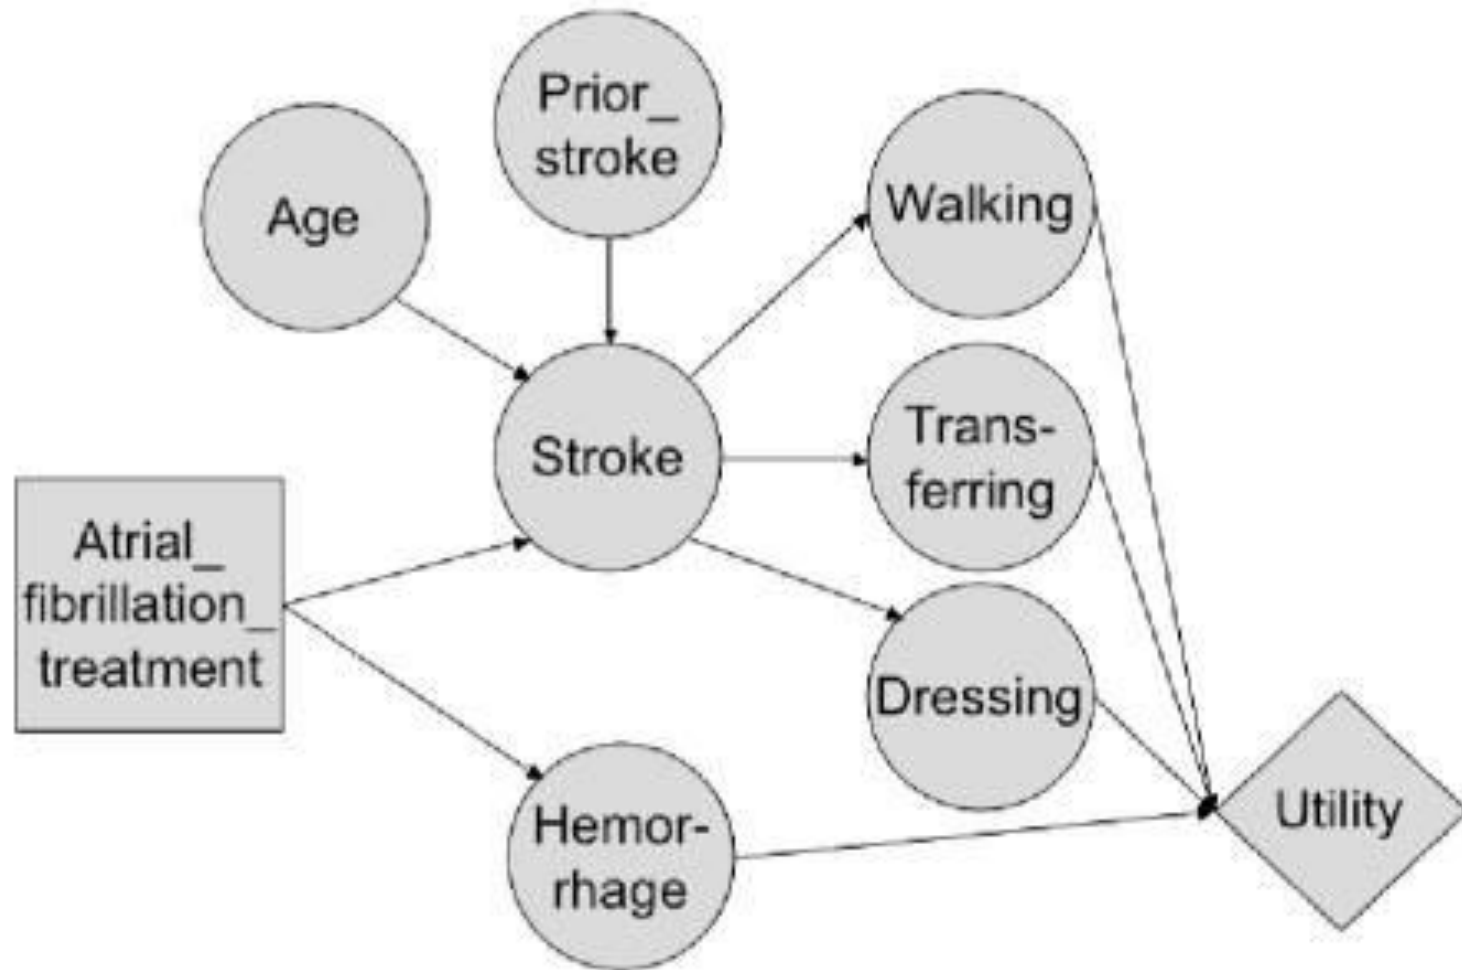 Prior_
stroke
Age
Walking
Stroke
Trans-
ferring
Atrial_
fibrillation_
treatment
Dressing
Hemor-
rhage
Utility